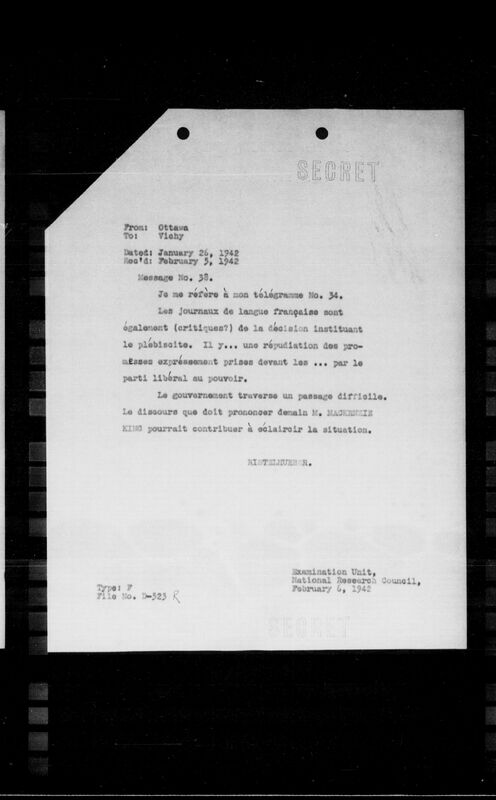 SECRET
From: Ottawa
To: Vichy
Dated: January 26, 1942
Rec'd: February 5, 1942
Message No. 38.
Je me réfère à mon télégramme No. 34.
Les journaux de langue française sont
également (critiques?) de la décision instituant
le plébiscite. Il y... une répudiation des pro-
messes expressément prises devant les ... par le
parti libéral au pouvoir.
Le gouvernement traverse un passage difficile.
Le discours que doit prononcer demain M. MACKENZIE
KING pourrait contribuer à éclaircir la situation.
RISTELHUEBER.
Examination Unit,
National Research Council,
February 6, 1942
Type: F
File No. D-323 R
SECRET